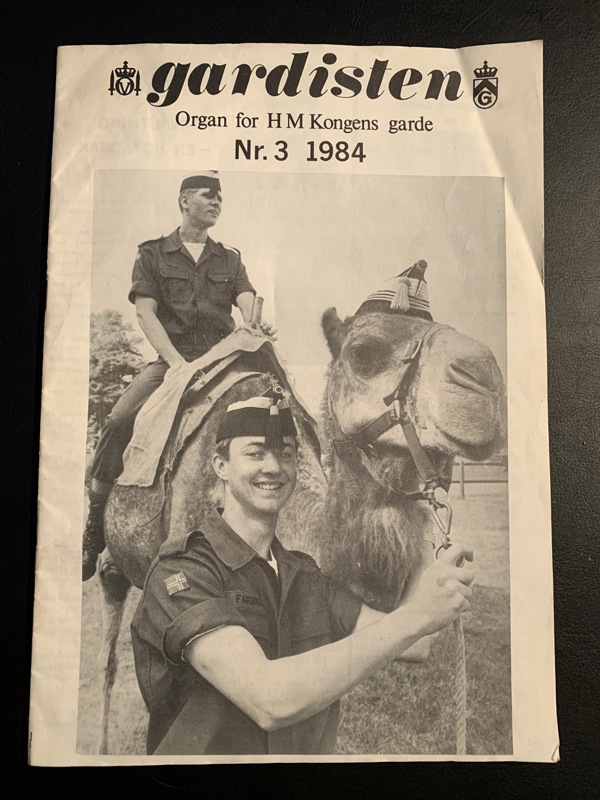 gardisten
Organ for H M Kongens garde
Nr. 3 1984